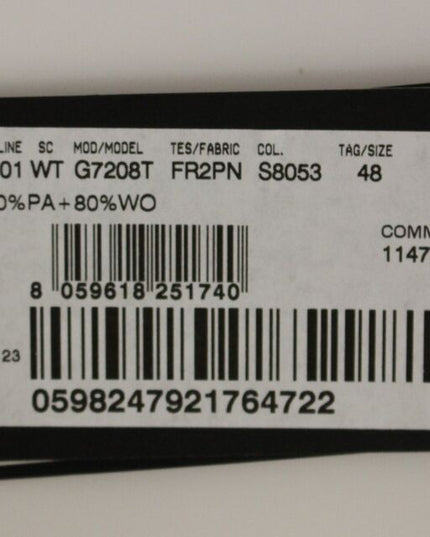 LINE SC MOD/MODEL TES/FABRIC COL. TAG/SIZE
01 WT G7208T FR2PN S8053 48
0%PA+80%WO
COMM
1147
8 059618 251740
23
0598247921764722